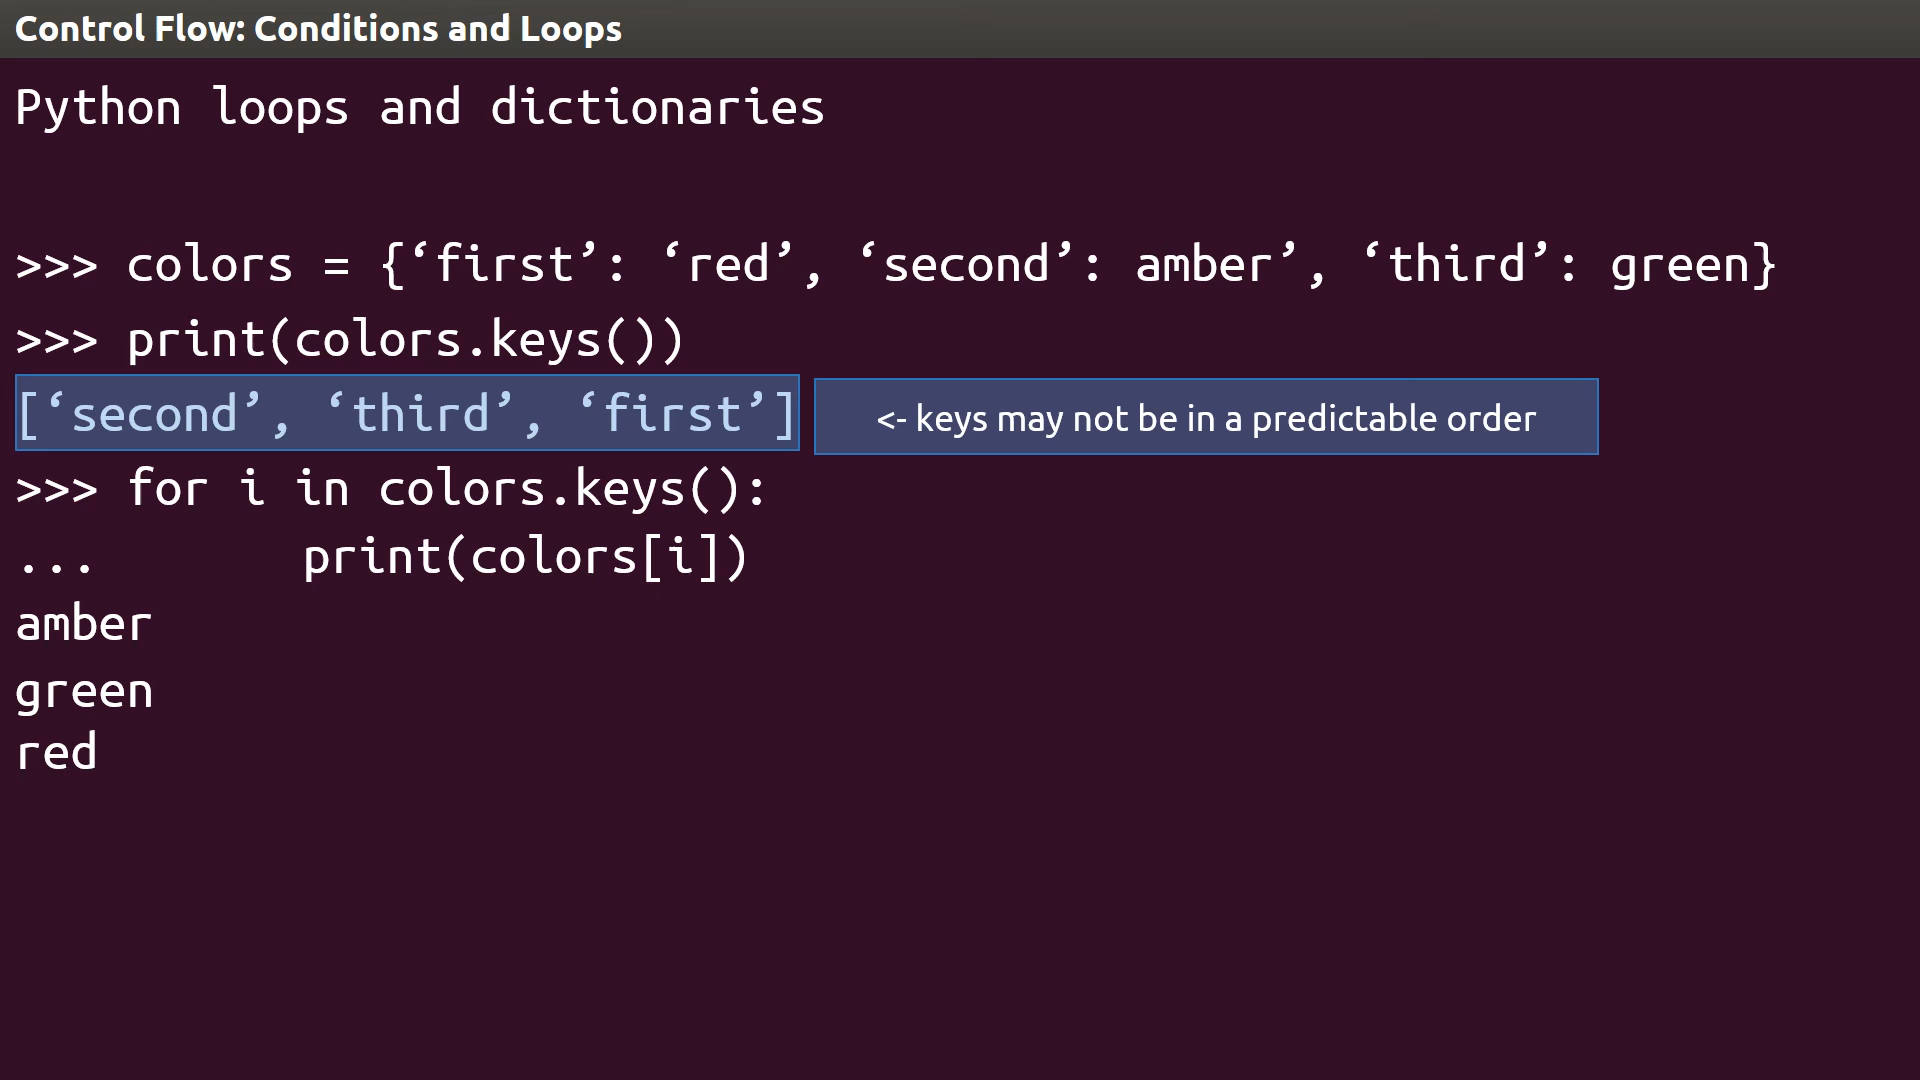 Control Flow: Conditions and Loops
Python loops and dictionaries
>>> colors = {‘first’: ‘red’, ‘second’: amber’, ‘third’: green}
>>> print(colors.keys())
[‘second’, ‘third’, ‘first’] <- keys may not be in a predictable order
>>> for i in colors.keys():
... print(colors[i])
amber
green
red